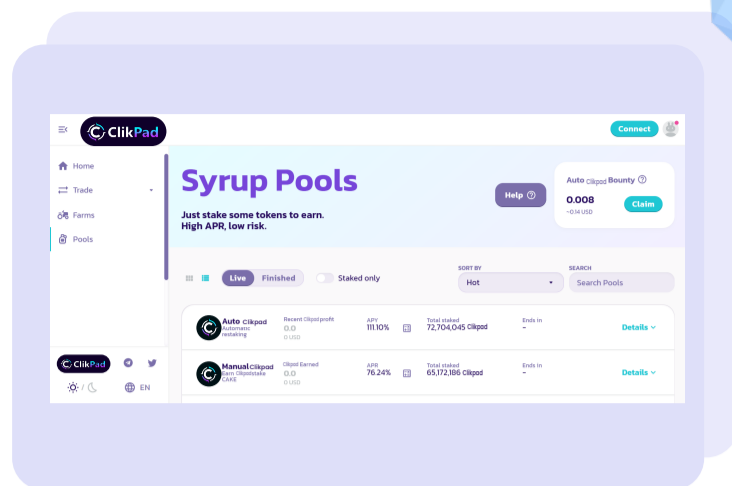 ClikPad
Connect
Home
Trade
Farms
Pools
Syrup Pools
Just stake some tokens to earn.
High APR, low risk.
Help
Auto Clikpad Bounty
0.008
~0.14 USD
Claim
Live Finished
Staked only
SORT BY
Hot
SEARCH
Search Pools
Auto Clikpad
Automatic
restaking
Recent Clikpad profit
0.0
0 USD
APY
111.10%
Total staked
72,704,045 Clikpad
Ends in
-
Details
Manual Clikpad
Earn Clikpadstake
CAKE
Clikpad Earned
0.0
0 USD
APR
76.24%
Total staked
65,172,186 Clikpad
Ends in
-
Details
ClikPad
/
EN